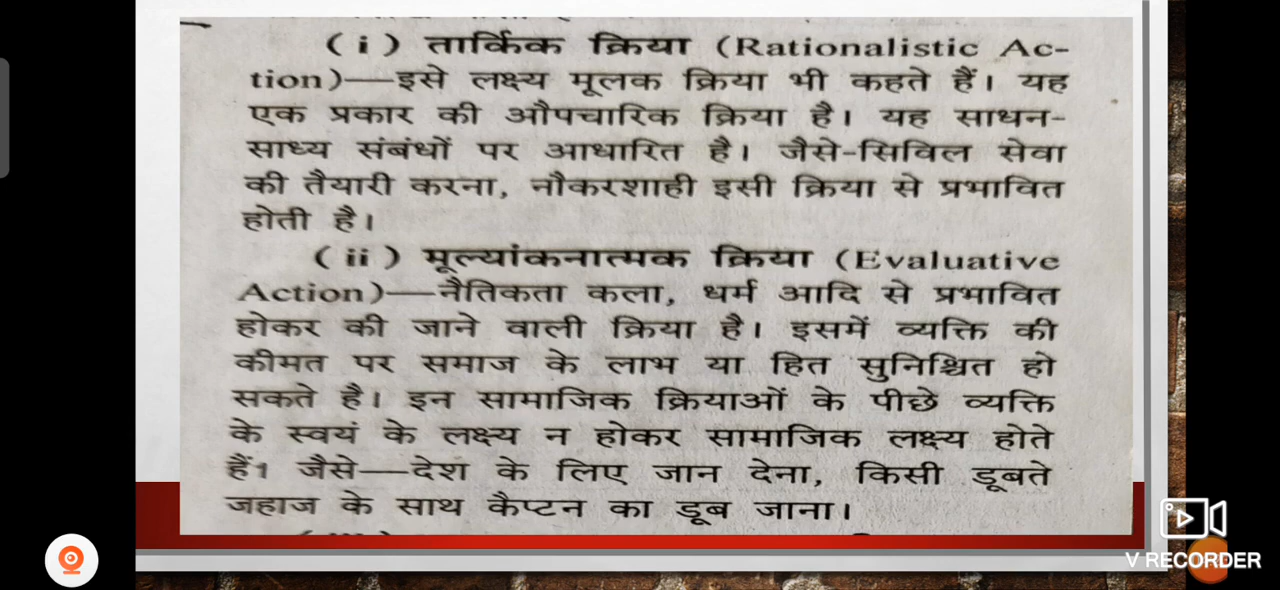 (i) तार्किक क्रिया (Rationalistic Ac-
tion)—इसे लक्ष्य मूलक क्रिया भी कहते हैं। यह
एक प्रकार की औपचारिक क्रिया है। यह साधन-
साध्य संबंधों पर आधारित है। जैसे-सिविल सेवा
की तैयारी करना, नौकरशाही इसी क्रिया से प्रभावित
होती है।
(ii) मूल्यांकनात्मक क्रिया (Evaluative
Action)—नैतिकता कला, धर्म आदि से प्रभावित
होकर की जाने वाली क्रिया है। इसमें व्यक्ति की
कीमत पर समाज के लाभ या हित सुनिश्चित हो
सकते है। इन सामाजिक क्रियाओं के पीछे व्यक्ति
के स्वयं के लक्ष्य न होकर सामाजिक लक्ष्य होते
हैं। जैसे—देश के लिए जान देना, किसी डूबते
जहाज के साथ कैप्टन का डूब जाना।
V RECORDER